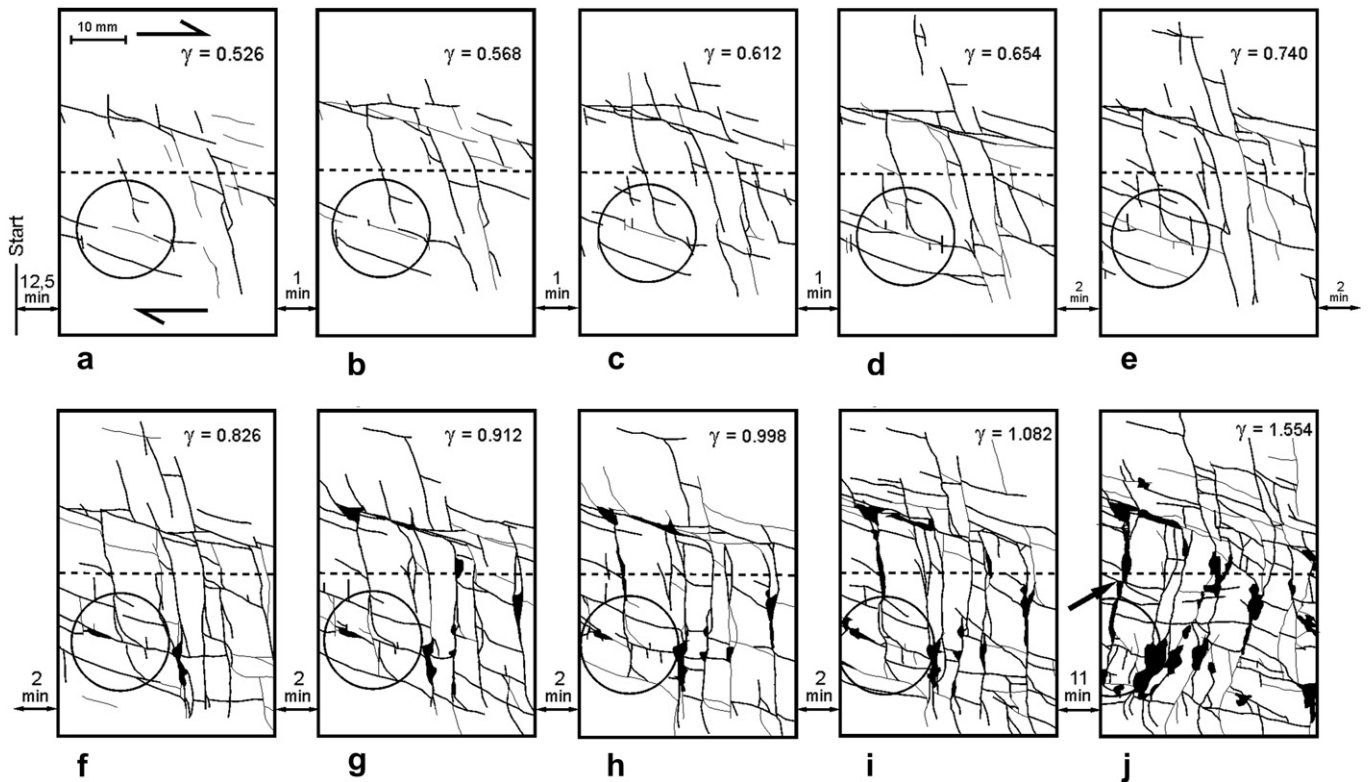 10 mm
γ = 0.526
γ = 0.568
γ = 0.612
γ = 0.654
γ = 0.740
Start
12,5 min
1 min
1 min
1 min
2 min
2 min
a
b
c
d
e
γ = 0.826
γ = 0.912
γ = 0.998
γ = 1.082
γ = 1.554
2 min
2 min
2 min
2 min
11 min
f
g
h
i
j